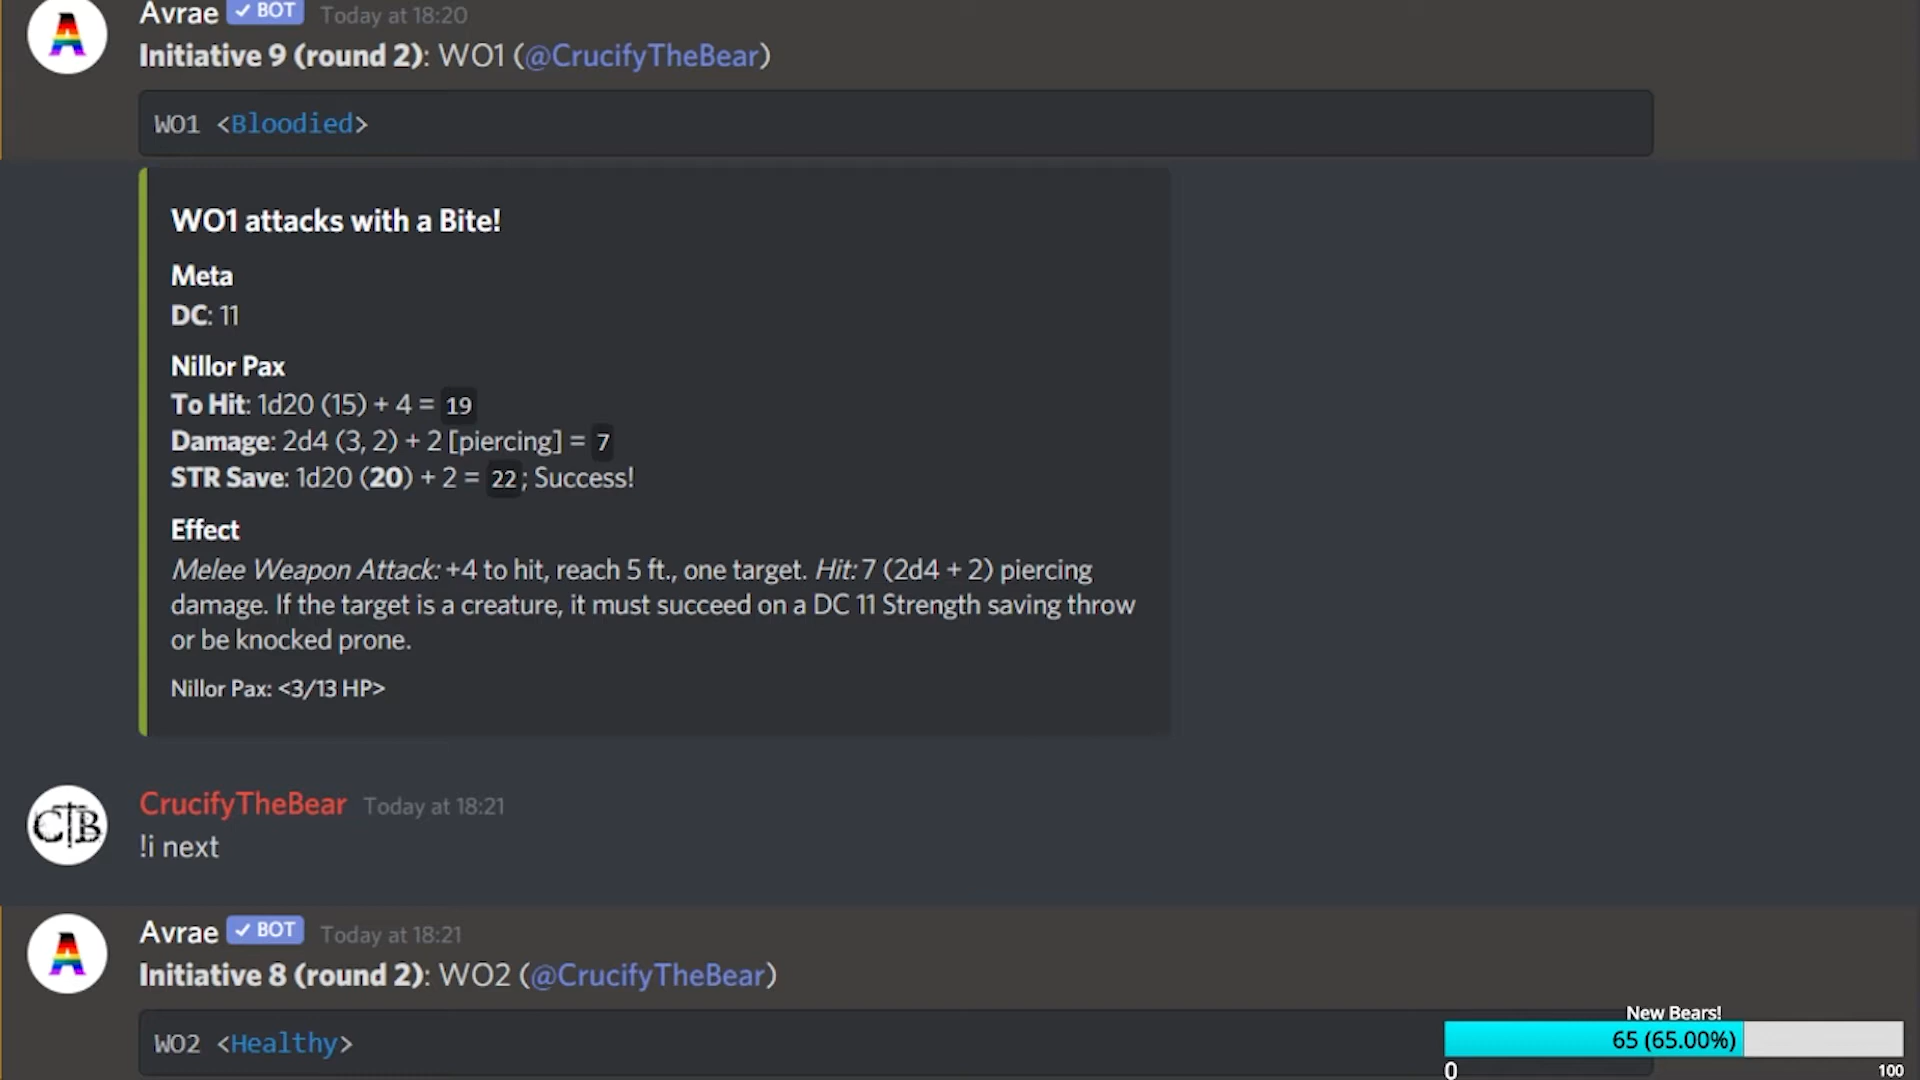 Avrae ✓ BOT Today at 18:20
Initiative 9 (round 2): WO1 (@CrucifyTheBear)
WO1 <Bloodied>
WO1 attacks with a Bite!
Meta
DC: 11
Nillor Pax
To Hit: 1d20 (15) + 4 = 19
Damage: 2d4 (3, 2) + 2 [piercing] = 7
STR Save: 1d20 (20) + 2 = 22; Success!
Effect
Melee Weapon Attack: +4 to hit, reach 5 ft., one target. Hit: 7 (2d4 + 2) piercing
damage. If the target is a creature, it must succeed on a DC 11 Strength saving throw
or be knocked prone.
Nillor Pax: <3/13 HP>
CTB
CrucifyTheBear Today at 18:21
!i next
Avrae ✓ BOT Today at 18:21
Initiative 8 (round 2): WO2 (@CrucifyTheBear)
WO2 <Healthy>
New Bears!
65 (65.00%)
0 100